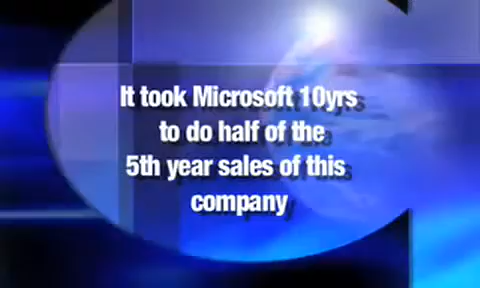 It took Microsoft 10yrs
to do half of the
5th year sales of this
company